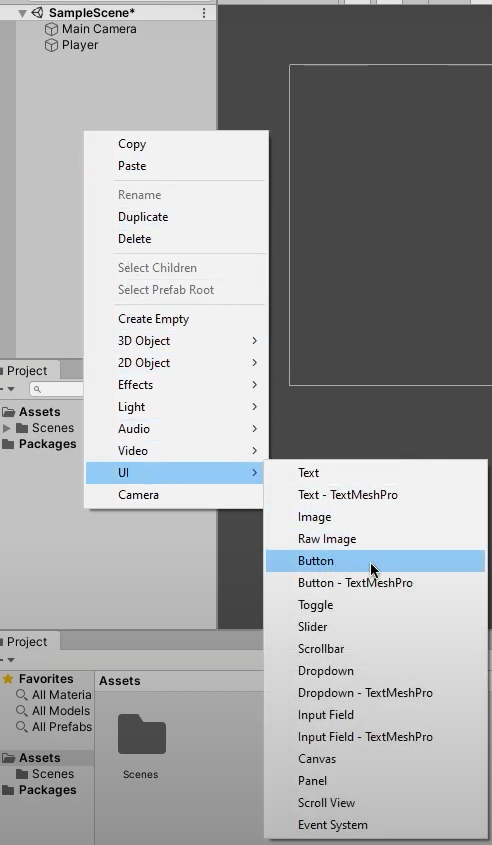 SampleScene*
Main Camera
Player
Copy
Paste
Rename
Duplicate
Delete
Select Children
Select Prefab Root
Create Empty
3D Object
2D Object
Effects
Light
Audio
Video
UI
Camera
Project
Assets
Scenes
Packages
Text
Text - TextMeshPro
Image
Raw Image
Button
Button - TextMeshPro
Toggle
Slider
Scrollbar
Dropdown
Dropdown - TextMeshPro
Input Field
Input Field - TextMeshPro
Canvas
Panel
Scroll View
Event System
Project
Favorites
All Materia
All Models
All Prefabs
Assets
Scenes
Packages
Assets
Scenes